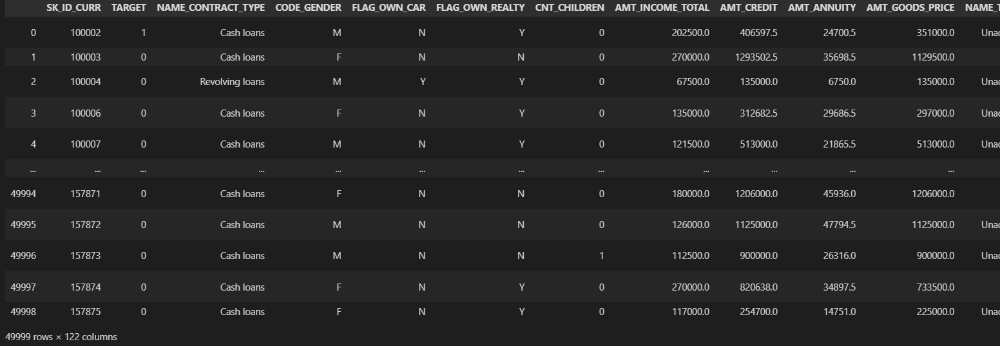 SK_ID_CURR TARGET NAME_CONTRACT_TYPE CODE_GENDER FLAG_OWN_CAR FLAG_OWN_REALTY CNT_CHILDREN AMT_INCOME_TOTAL AMT_CREDIT AMT_ANNUITY AMT_GOODS_PRICE NAME_T
0 100002 1 Cash loans M N Y 0 202500.0 406597.5 24700.5 351000.0 Unac
1 100003 0 Cash loans F N N 0 270000.0 1293502.5 35698.5 1129500.0
2 100004 0 Revolving loans M Y Y 0 67500.0 135000.0 6750.0 135000.0 Unac
3 100006 0 Cash loans F N Y 0 135000.0 312682.5 29686.5 297000.0 Unac
4 100007 0 Cash loans M N Y 0 121500.0 513000.0 21865.5 513000.0 Unac
... ... ... ... ... ... ... ... ... ... ... ...
49994 157871 0 Cash loans F N N 0 180000.0 1206000.0 45936.0 1206000.0
49995 157872 0 Cash loans M N N 0 126000.0 1125000.0 47794.5 1125000.0 Unac
49996 157873 0 Cash loans M N N 1 112500.0 900000.0 26316.0 900000.0 Unac
49997 157874 0 Cash loans F N Y 0 270000.0 820638.0 34897.5 733500.0
49998 157875 0 Cash loans F N Y 0 117000.0 254700.0 14751.0 225000.0 Unac
49999 rows × 122 columns